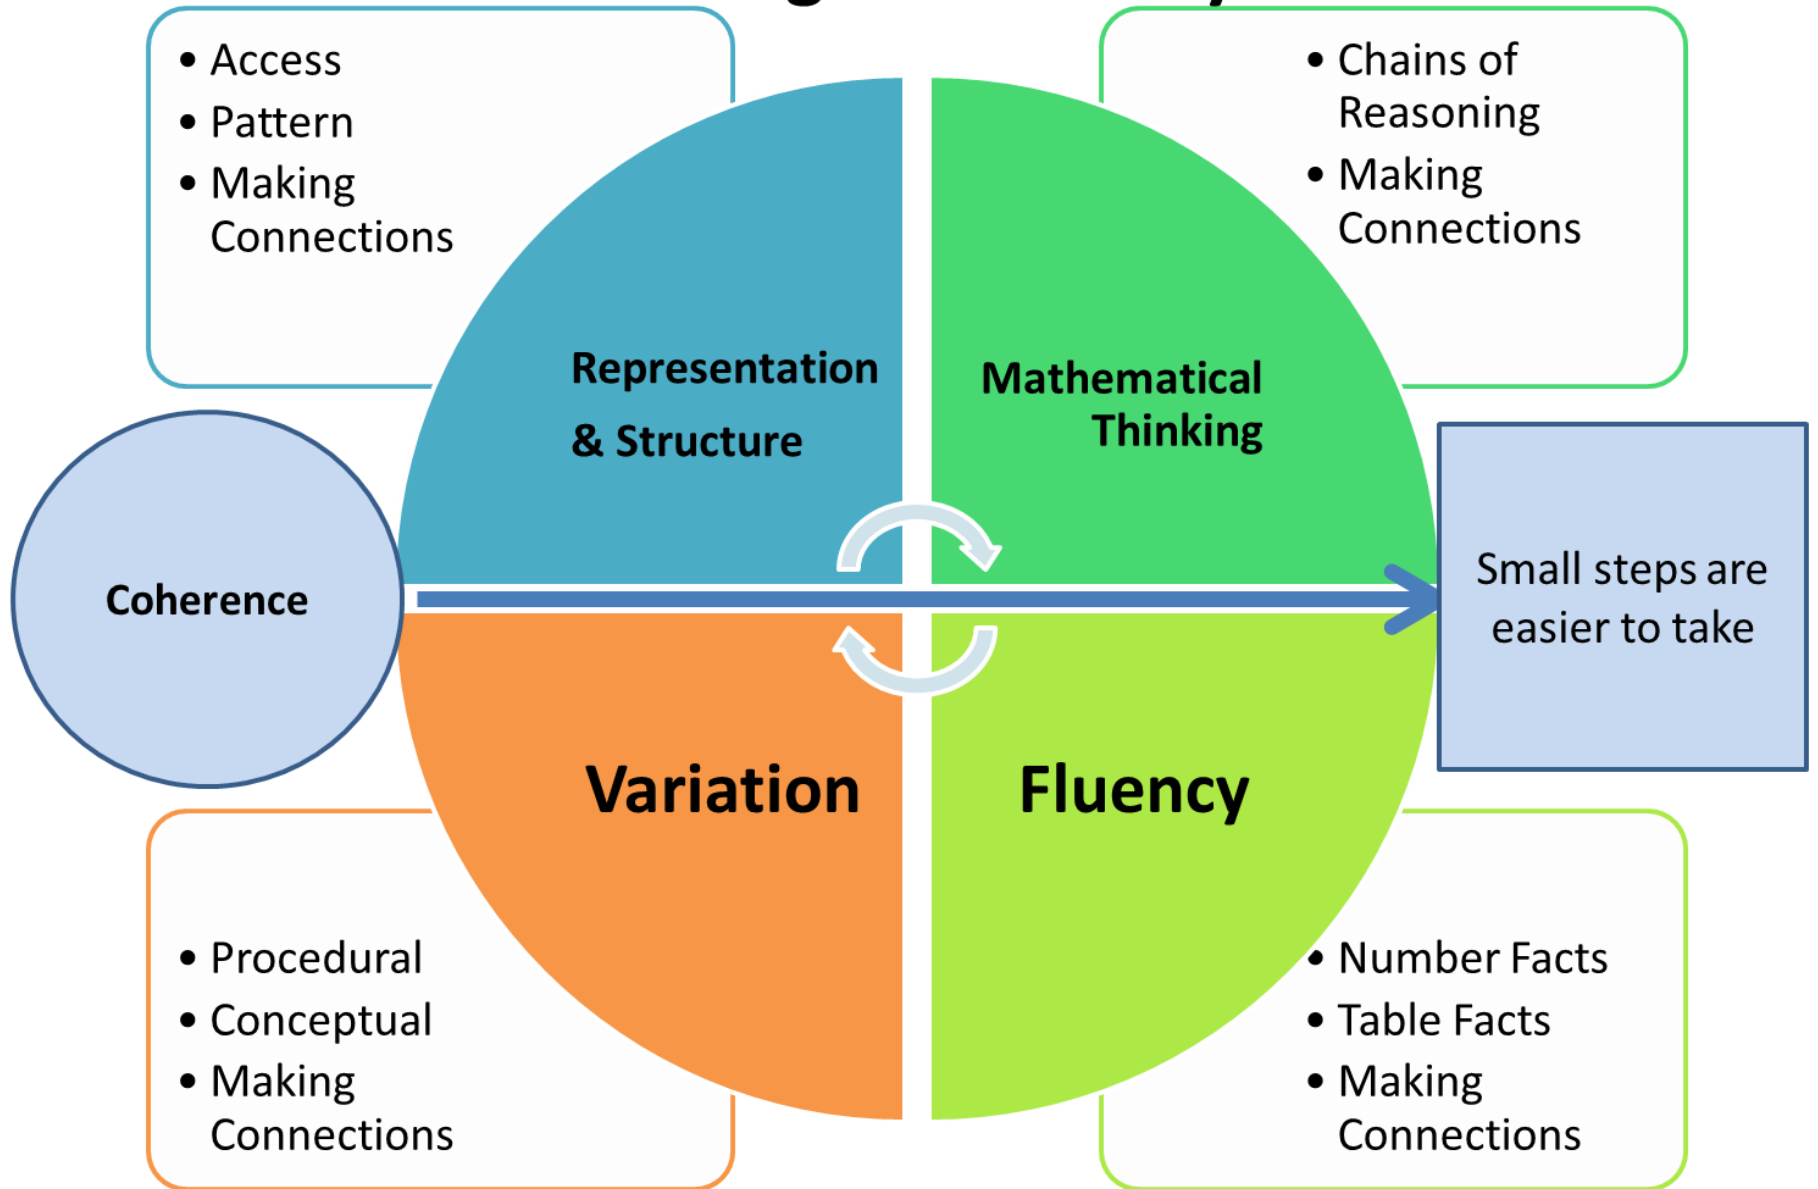 • Access
• Pattern
• Making
Connections
• Chains of
Reasoning
• Making
Connections
Representation
& Structure
Mathematical
Thinking
Coherence
Small steps are
easier to take
Variation
Fluency
• Procedural
• Conceptual
• Making
Connections
• Number Facts
• Table Facts
• Making
Connections